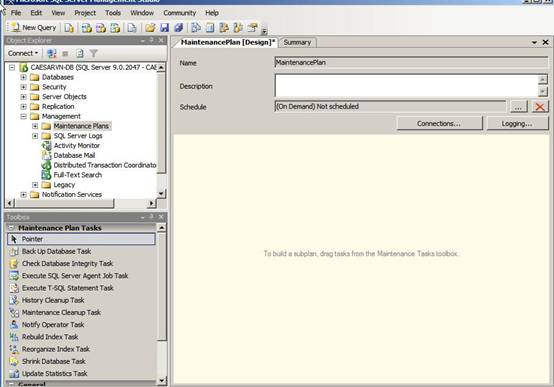 Microsoft SQL Server Management Studio
File Edit View Project Tools Window Community Help
New Query
Object Explorer
Connect
CAESARVN-DB (SQL Server 9.0.2047 - CAE
Databases
Security
Server Objects
Replication
Management
Maintenance Plans
SQL Server Logs
Activity Monitor
Database Mail
Distributed Transaction Coordinato
Full-Text Search
Legacy
Notification Services
Toolbox
Maintenance Plan Tasks
Pointer
Back Up Database Task
Check Database Integrity Task
Execute SQL Server Agent Job Task
Execute T-SQL Statement Task
History Cleanup Task
Maintenance Cleanup Task
Notify Operator Task
Rebuild Index Task
Reorganize Index Task
Shrink Database Task
Update Statistics Task
General
MaintenancePlan [Design]* Summary
Name MaintenancePlan
Description
Schedule (On Demand) Not scheduled ...
Connections... Logging...
To build a subplan, drag tasks from the Maintenance Tasks toolbox.